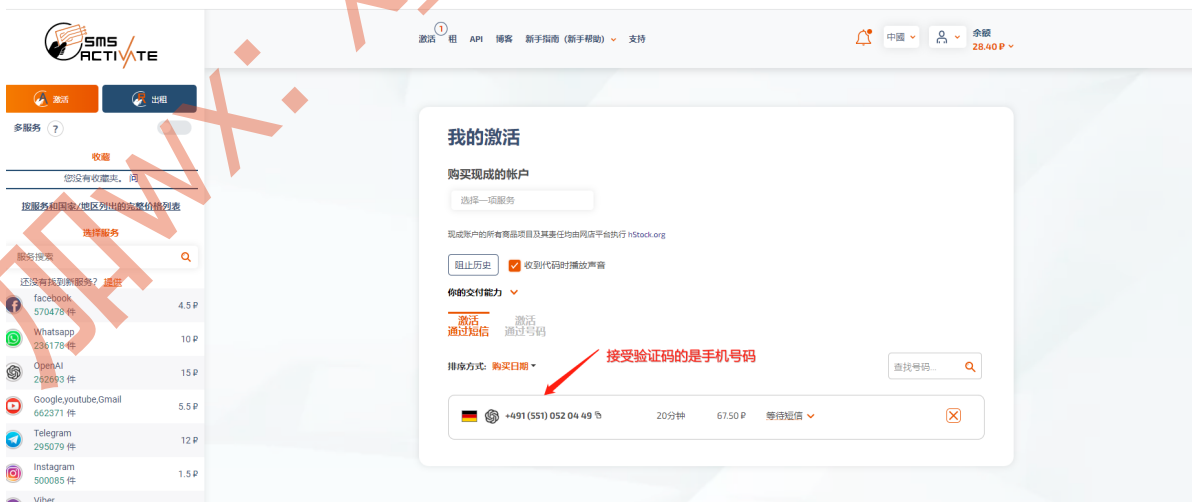 SMS
ACTIVATE
激活 1 租 API 博客 新手指南 (新手帮助) 支持
中國
余额
28.40 ₽
激活
出租
多服务 ?
收藏
您没有收藏夹。 问
按服务和国家/地区列出的完整价格列表
选择服务
服务搜索
还没有找到新服务? 提供
facebook
570478 件
4.5 ₽
Whatsapp
236178 件
10 ₽
OpenAI
262693 件
15 ₽
Google,youtube,Gmail
662371 件
5.5 ₽
Telegram
295079 件
12 ₽
Instagram
500085 件
1.5 ₽
Viber
我的激活
购买现成的帐户
选择一项服务
现成账户的所有商品项目及其责任均由网店平台执行 hStock.org
阻止历史
收到代码时播放声音
你的交付能力
激活
通过短信
激活
通过号码
排序方式: 购买日期
接受验证码的是手机号码
查找号码...
+491 (551) 052 04 49
20分钟
67.50 ₽
等待短信